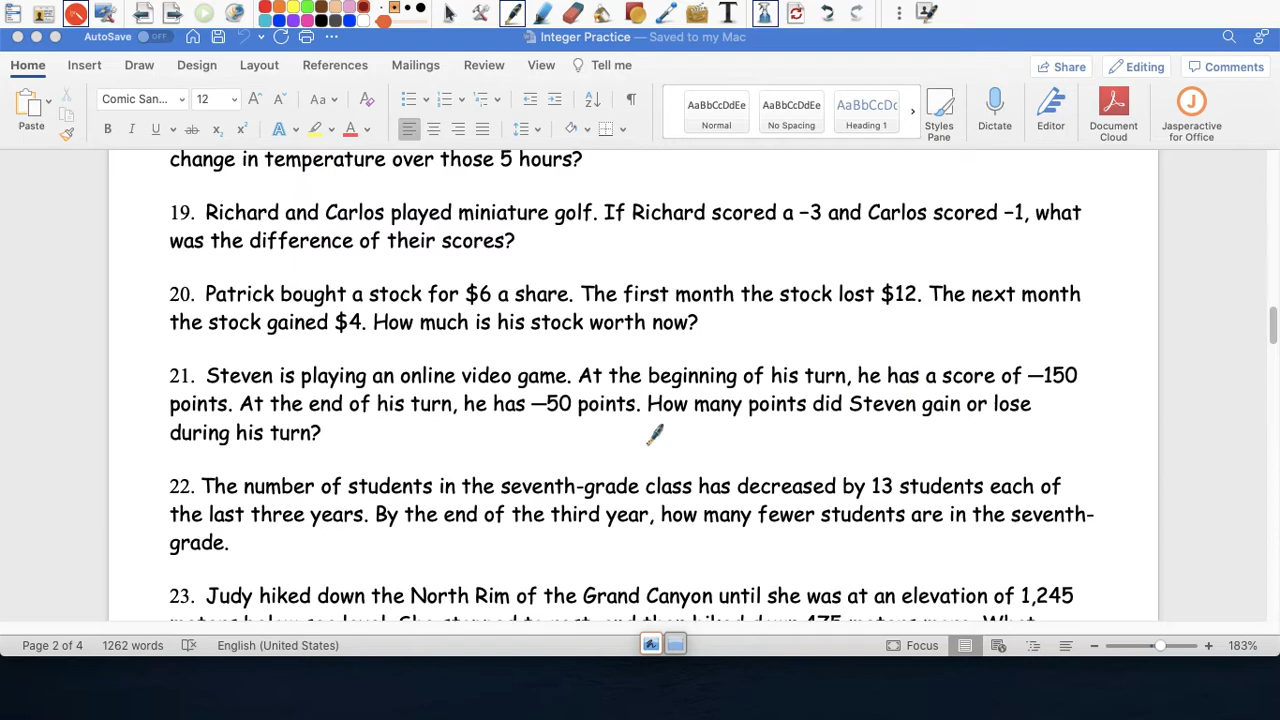 AutoSave OFF
Integer Practice — Saved to my Mac
Home Insert Draw Design Layout References Mailings Review View Tell me
Share Editing Comments
Paste
Comic San... 12
AaBbCcDdEe
Normal
AaBbCcDdEe
No Spacing
AaBbCcDc
Heading 1
Styles Pane
Dictate
Editor
Document Cloud
Jasperactive for Office
change in temperature over those 5 hours?
19. Richard and Carlos played miniature golf. If Richard scored a −3 and Carlos scored −1, what
was the difference of their scores?
20. Patrick bought a stock for $6 a share. The first month the stock lost $12. The next month
the stock gained $4. How much is his stock worth now?
21. Steven is playing an online video game. At the beginning of his turn, he has a score of —150
points. At the end of his turn, he has —50 points. How many points did Steven gain or lose
during his turn?
22. The number of students in the seventh-grade class has decreased by 13 students each of
the last three years. By the end of the third year, how many fewer students are in the seventh-
grade.
23. Judy hiked down the North Rim of the Grand Canyon until she was at an elevation of 1,245
Page 2 of 4 1262 words English (United States) Focus 183%